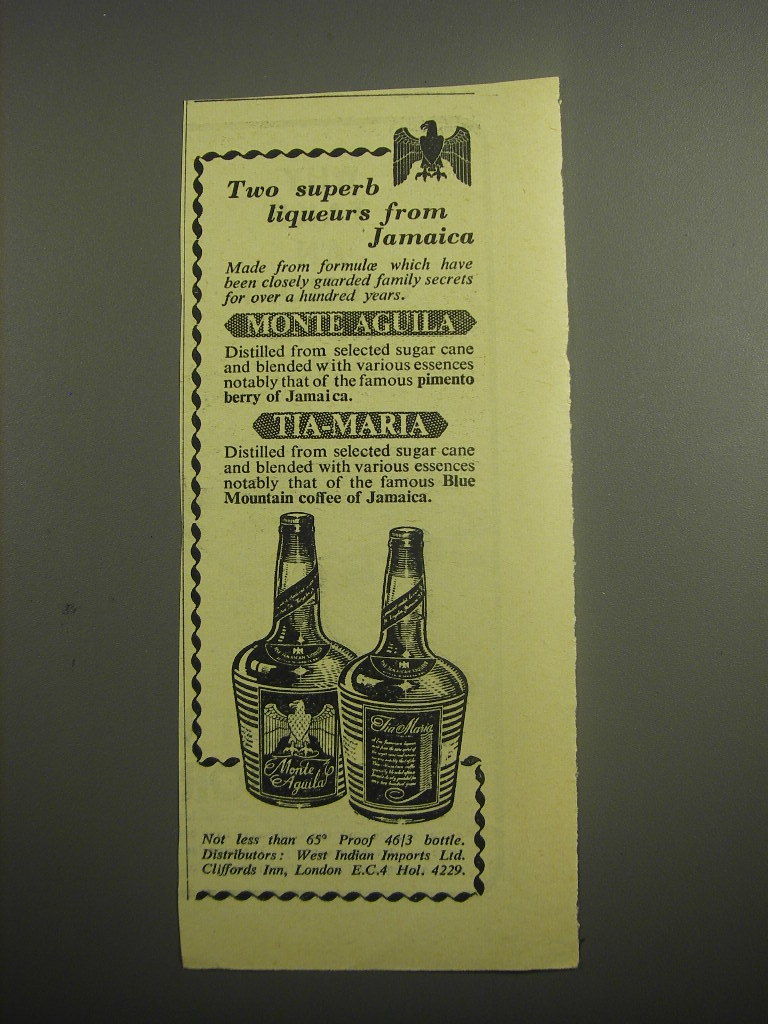 Two superb
liqueurs from
Jamaica
Made from formulæ which have
been closely guarded family secrets
for over a hundred years.
MONTE AGUILA
Distilled from selected sugar cane
and blended with various essences
notably that of the famous pimento
berry of Jamaica.
TIA-MARIA
Distilled from selected sugar cane
and blended with various essences
notably that of the famous Blue
Mountain coffee of Jamaica.
Monte
Aguila
Tia Maria
Not less than 65° Proof 46/3 bottle.
Distributors: West Indian Imports Ltd.
Cliffords Inn, London E.C.4 Hol. 4229.